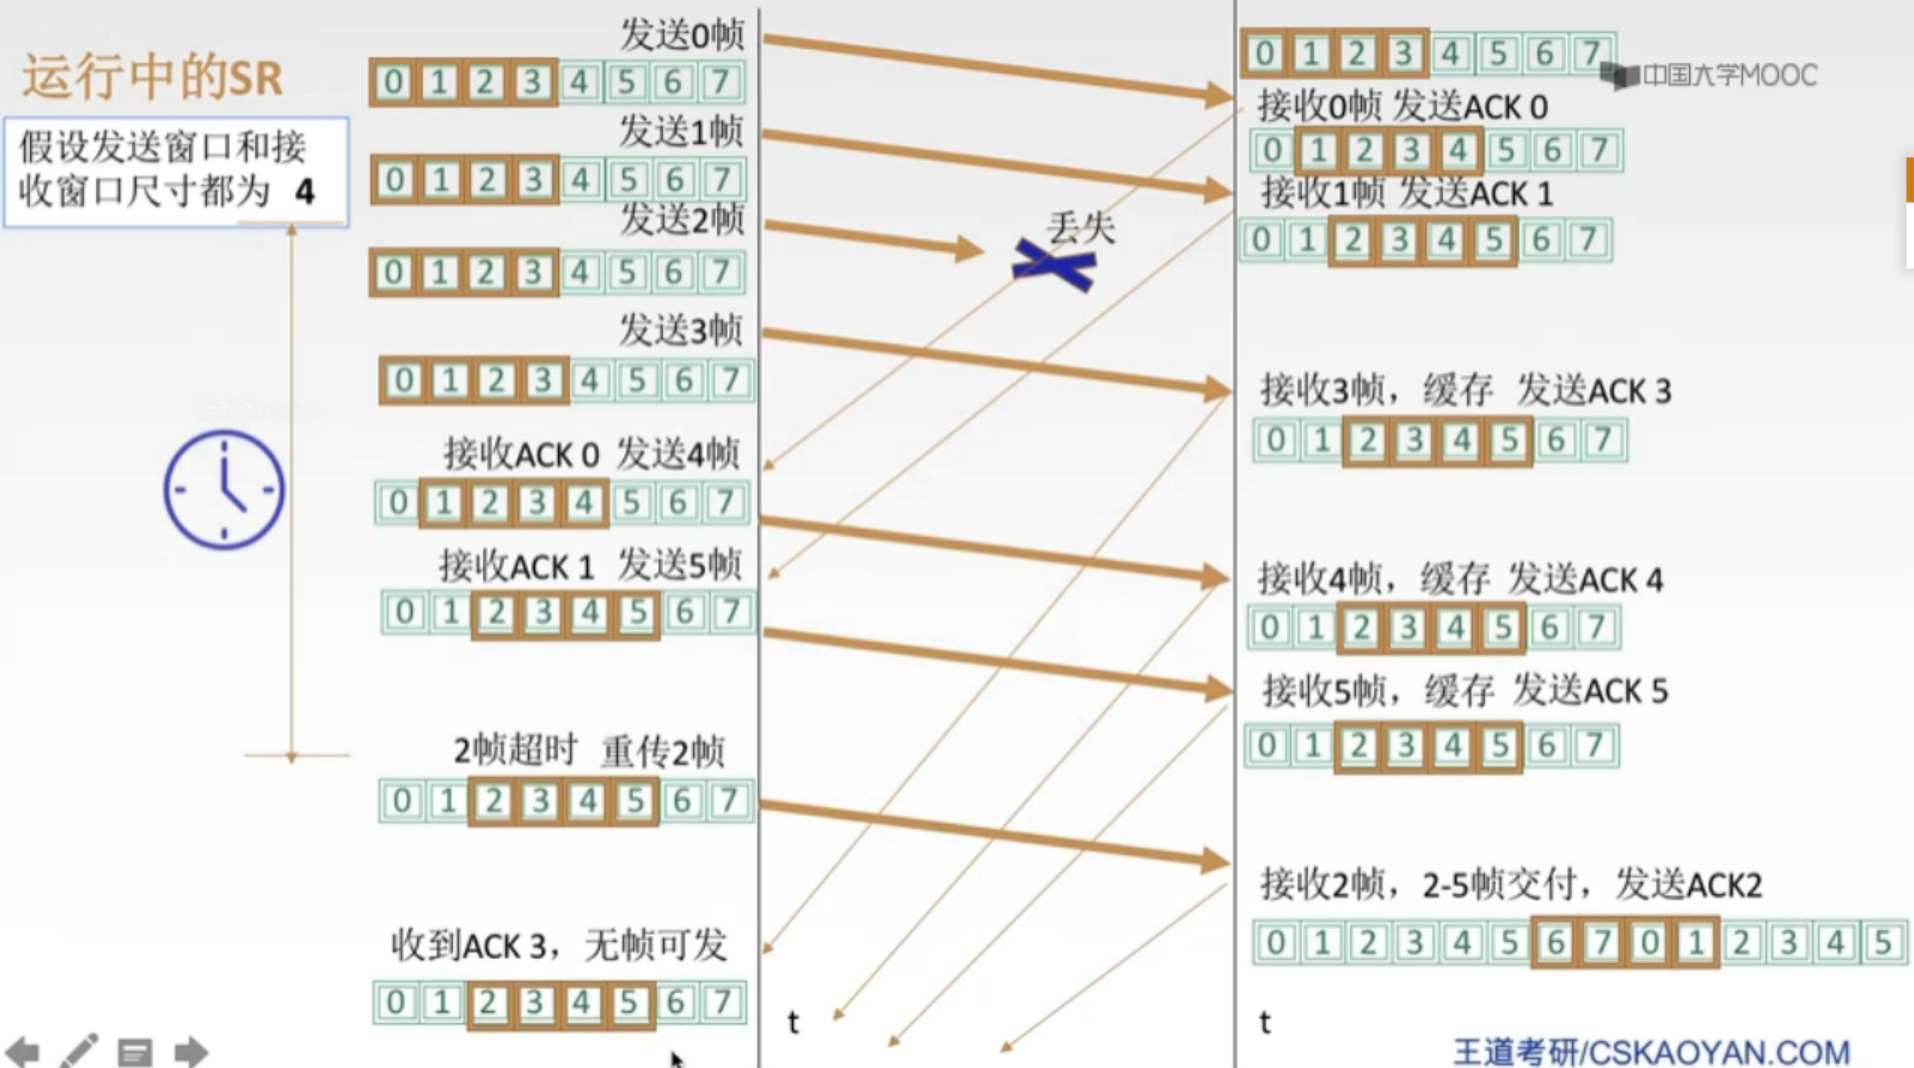 运行中的SR
假设发送窗口和接
收窗口尺寸都为 4
发送0帧
0 1 2 3 4 5 6 7
发送1帧
0 1 2 3 4 5 6 7
发送2帧
0 1 2 3 4 5 6 7
发送3帧
0 1 2 3 4 5 6 7
接收ACK 0 发送4帧
0 1 2 3 4 5 6 7
接收ACK 1 发送5帧
0 1 2 3 4 5 6 7
2帧超时 重传2帧
0 1 2 3 4 5 6 7
收到ACK 3，无帧可发
0 1 2 3 4 5 6 7
丢失
t
0 1 2 3 4 5 6 7
中国大学MOOC
接收0帧 发送ACK 0
0 1 2 3 4 5 6 7
接收1帧 发送ACK 1
0 1 2 3 4 5 6 7
接收3帧，缓存 发送ACK 3
0 1 2 3 4 5 6 7
接收4帧，缓存 发送ACK 4
0 1 2 3 4 5 6 7
接收5帧，缓存 发送ACK 5
0 1 2 3 4 5 6 7
接收2帧，2-5帧交付，发送ACK2
0 1 2 3 4 5 6 7 0 1 2 3 4 5
t
王道考研/CSKAOYAN.COM